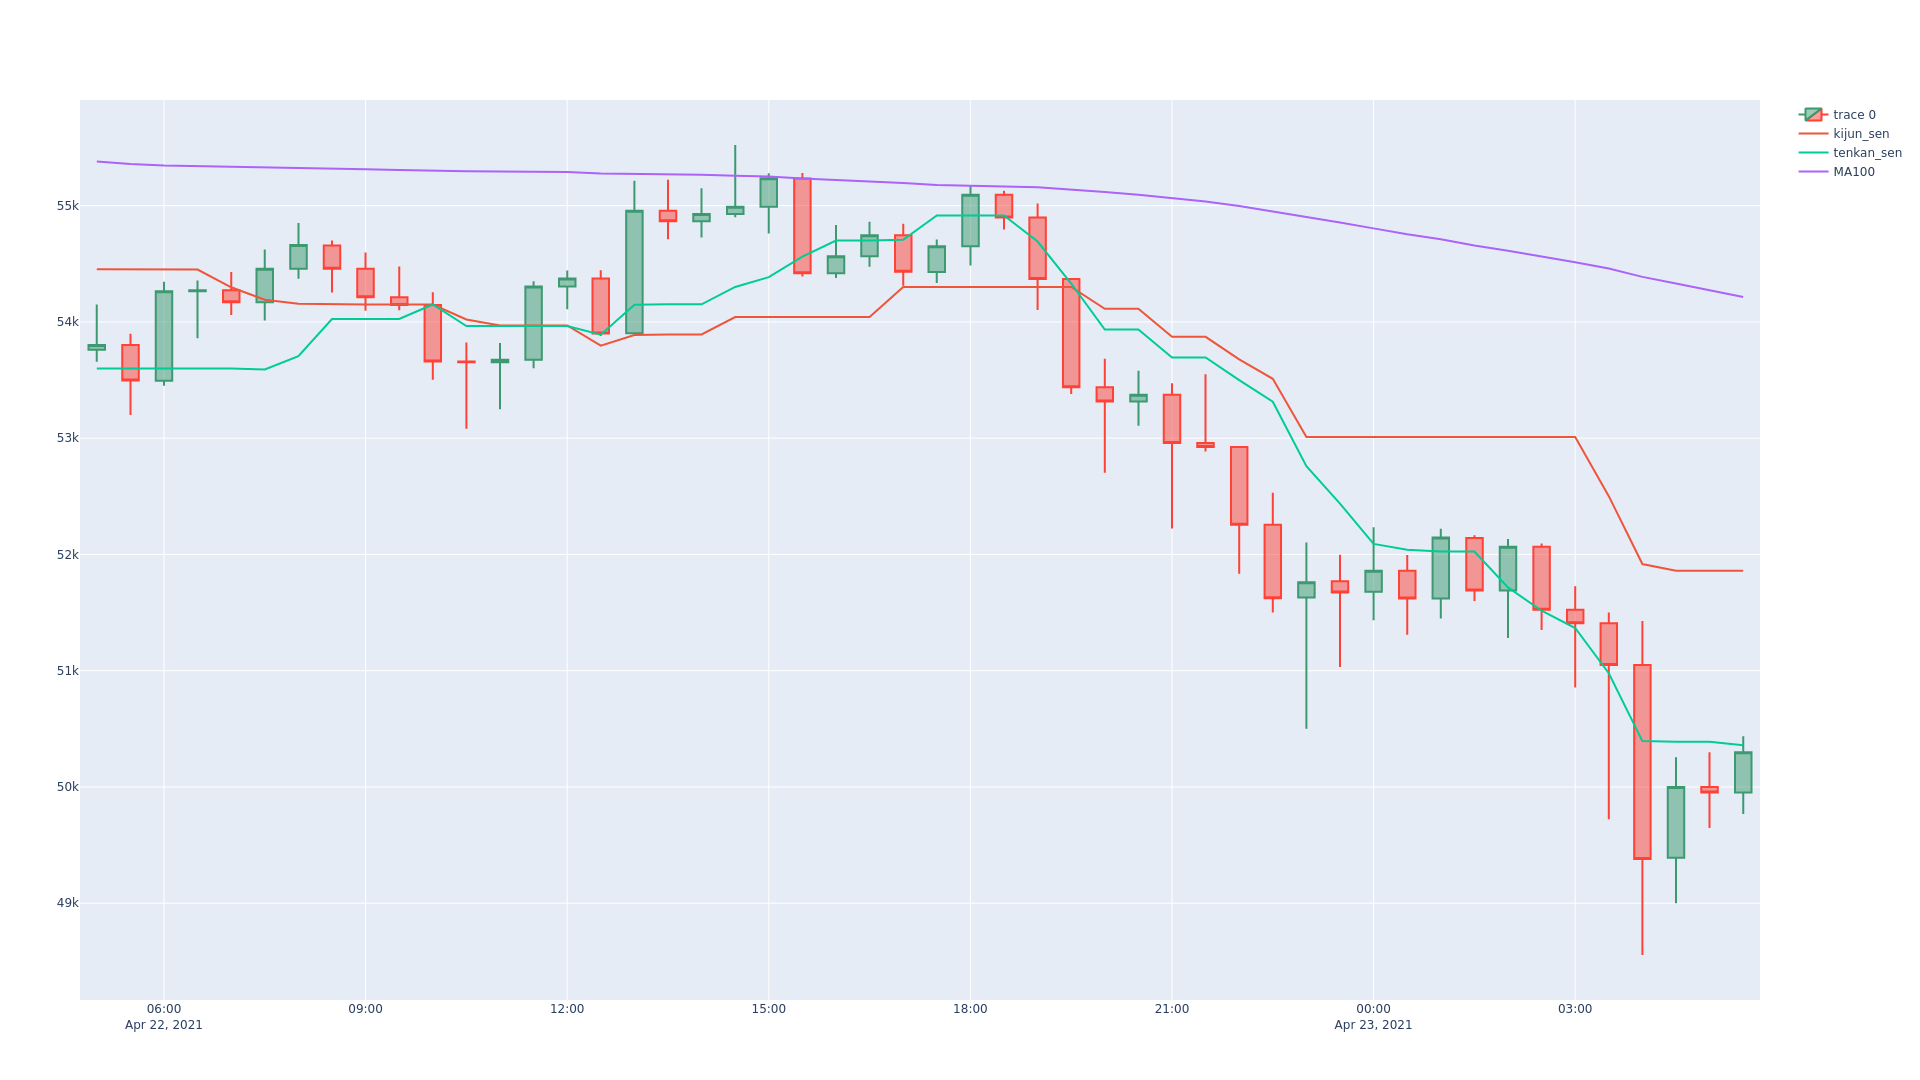 trace 0
kijun_sen
tenkan_sen
MA100
55k
54k
53k
52k
51k
50k
49k
06:00 09:00 12:00 15:00 18:00 21:00 00:00 03:00
Apr 22, 2021 Apr 23, 2021